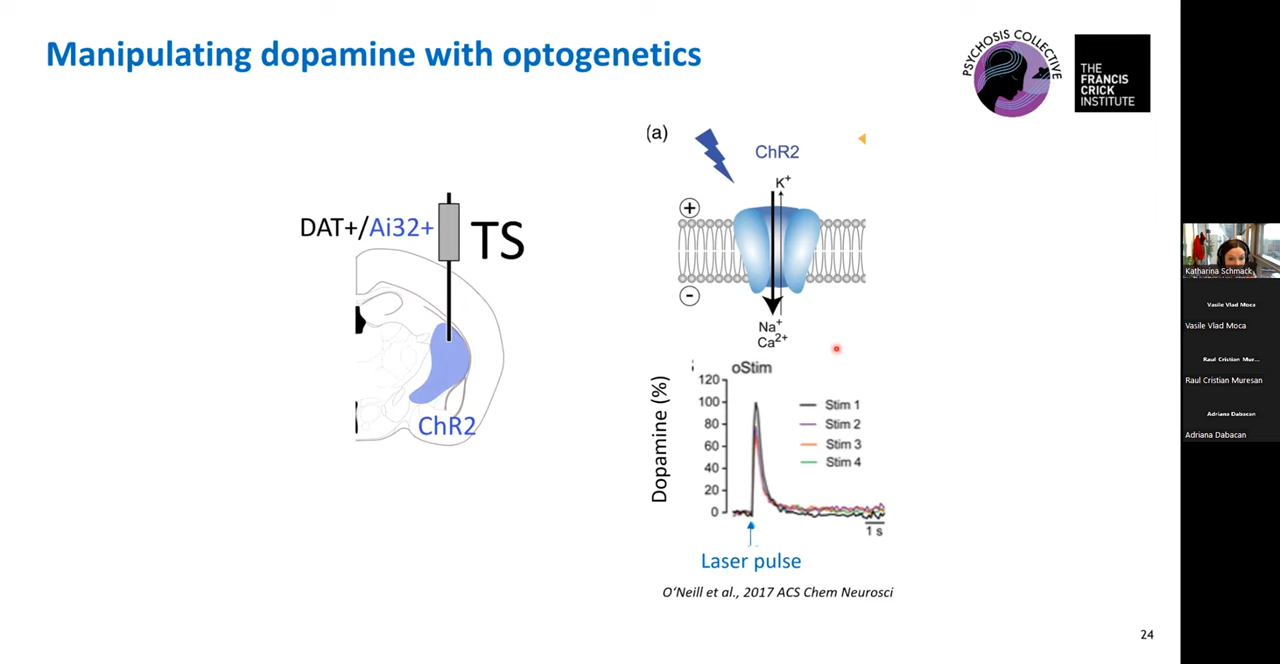 Manipulating dopamine with optogenetics
PSYCHOSIS COLLECTIVE
THE
FRANCIS
CRICK
INSTITUTE
DAT+/Ai32+
TS
ChR2
(a)
ChR2
K+
+
-
Na+
Ca2+
oStim
Dopamine (%)
120
100
80
60
40
20
0
Stim 1
Stim 2
Stim 3
Stim 4
1 s
Laser pulse
O‘Neill et al., 2017 ACS Chem Neurosci
24
Katharina Schmack
Vasile Vlad Moca
Vasile Vlad Moca
Raul Cristian Mur...
Raul Cristian Muresan
Adriana Dabacan
Adriana Dabacan